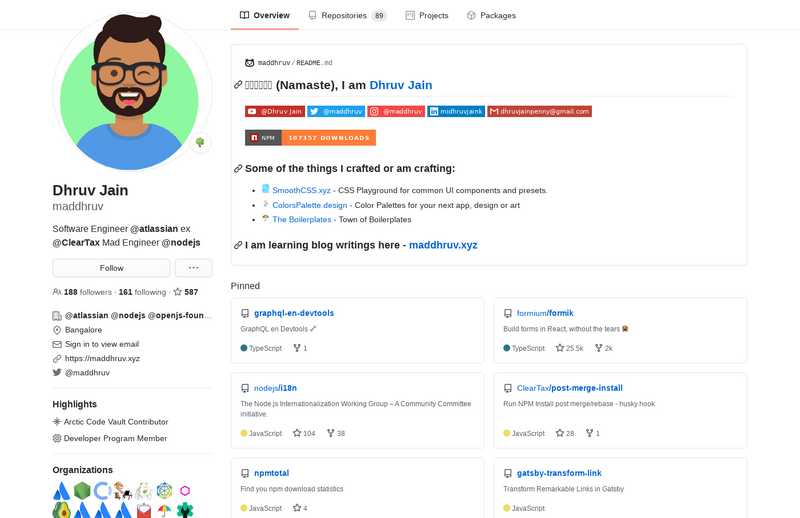 Overview
Repositories 89
Projects
Packages
maddhruv/README.md
(Namaste), I am Dhruv Jain
@Dhruv Jain
@maddhruv
@maddhruv
midhruvjaink
dhruvjainpenny@gmail.com
NPM 107357 DOWNLOADS
Some of the things I crafted or am crafting:
SmoothCSS.xyz - CSS Playground for common UI components and presets.
ColorsPalette.design - Color Palettes for your next app, design or art
The Boilerplates - Town of Boilerplates
I am learning blog writings here - maddhruv.xyz
Dhruv Jain
maddhruv
Software Engineer @atlassian ex
@ClearTax Mad Engineer @nodejs
Follow
188 followers · 161 following · 587
@atlassian @nodejs @openjs-foun...
Bangalore
Sign in to view email
https://maddhruv.xyz
@maddhruv
Highlights
Arctic Code Vault Contributor
Developer Program Member
Organizations
Pinned
graphql-en-devtools
GraphQL en Devtools
TypeScript 1
formium/formik
Build forms in React, without the tears
TypeScript 25.5k 2k
nodejs/i18n
The Node.js Internationalization Working Group – A Community Committee
initiative.
JavaScript 104 38
ClearTax/post-merge-install
Run NPM Install post merge/rebase - husky hook
JavaScript 28 1
npmtotal
Find you npm download statistics
JavaScript 4
gatsby-transform-link
Transform Remarkable Links in Gatsby
JavaScript